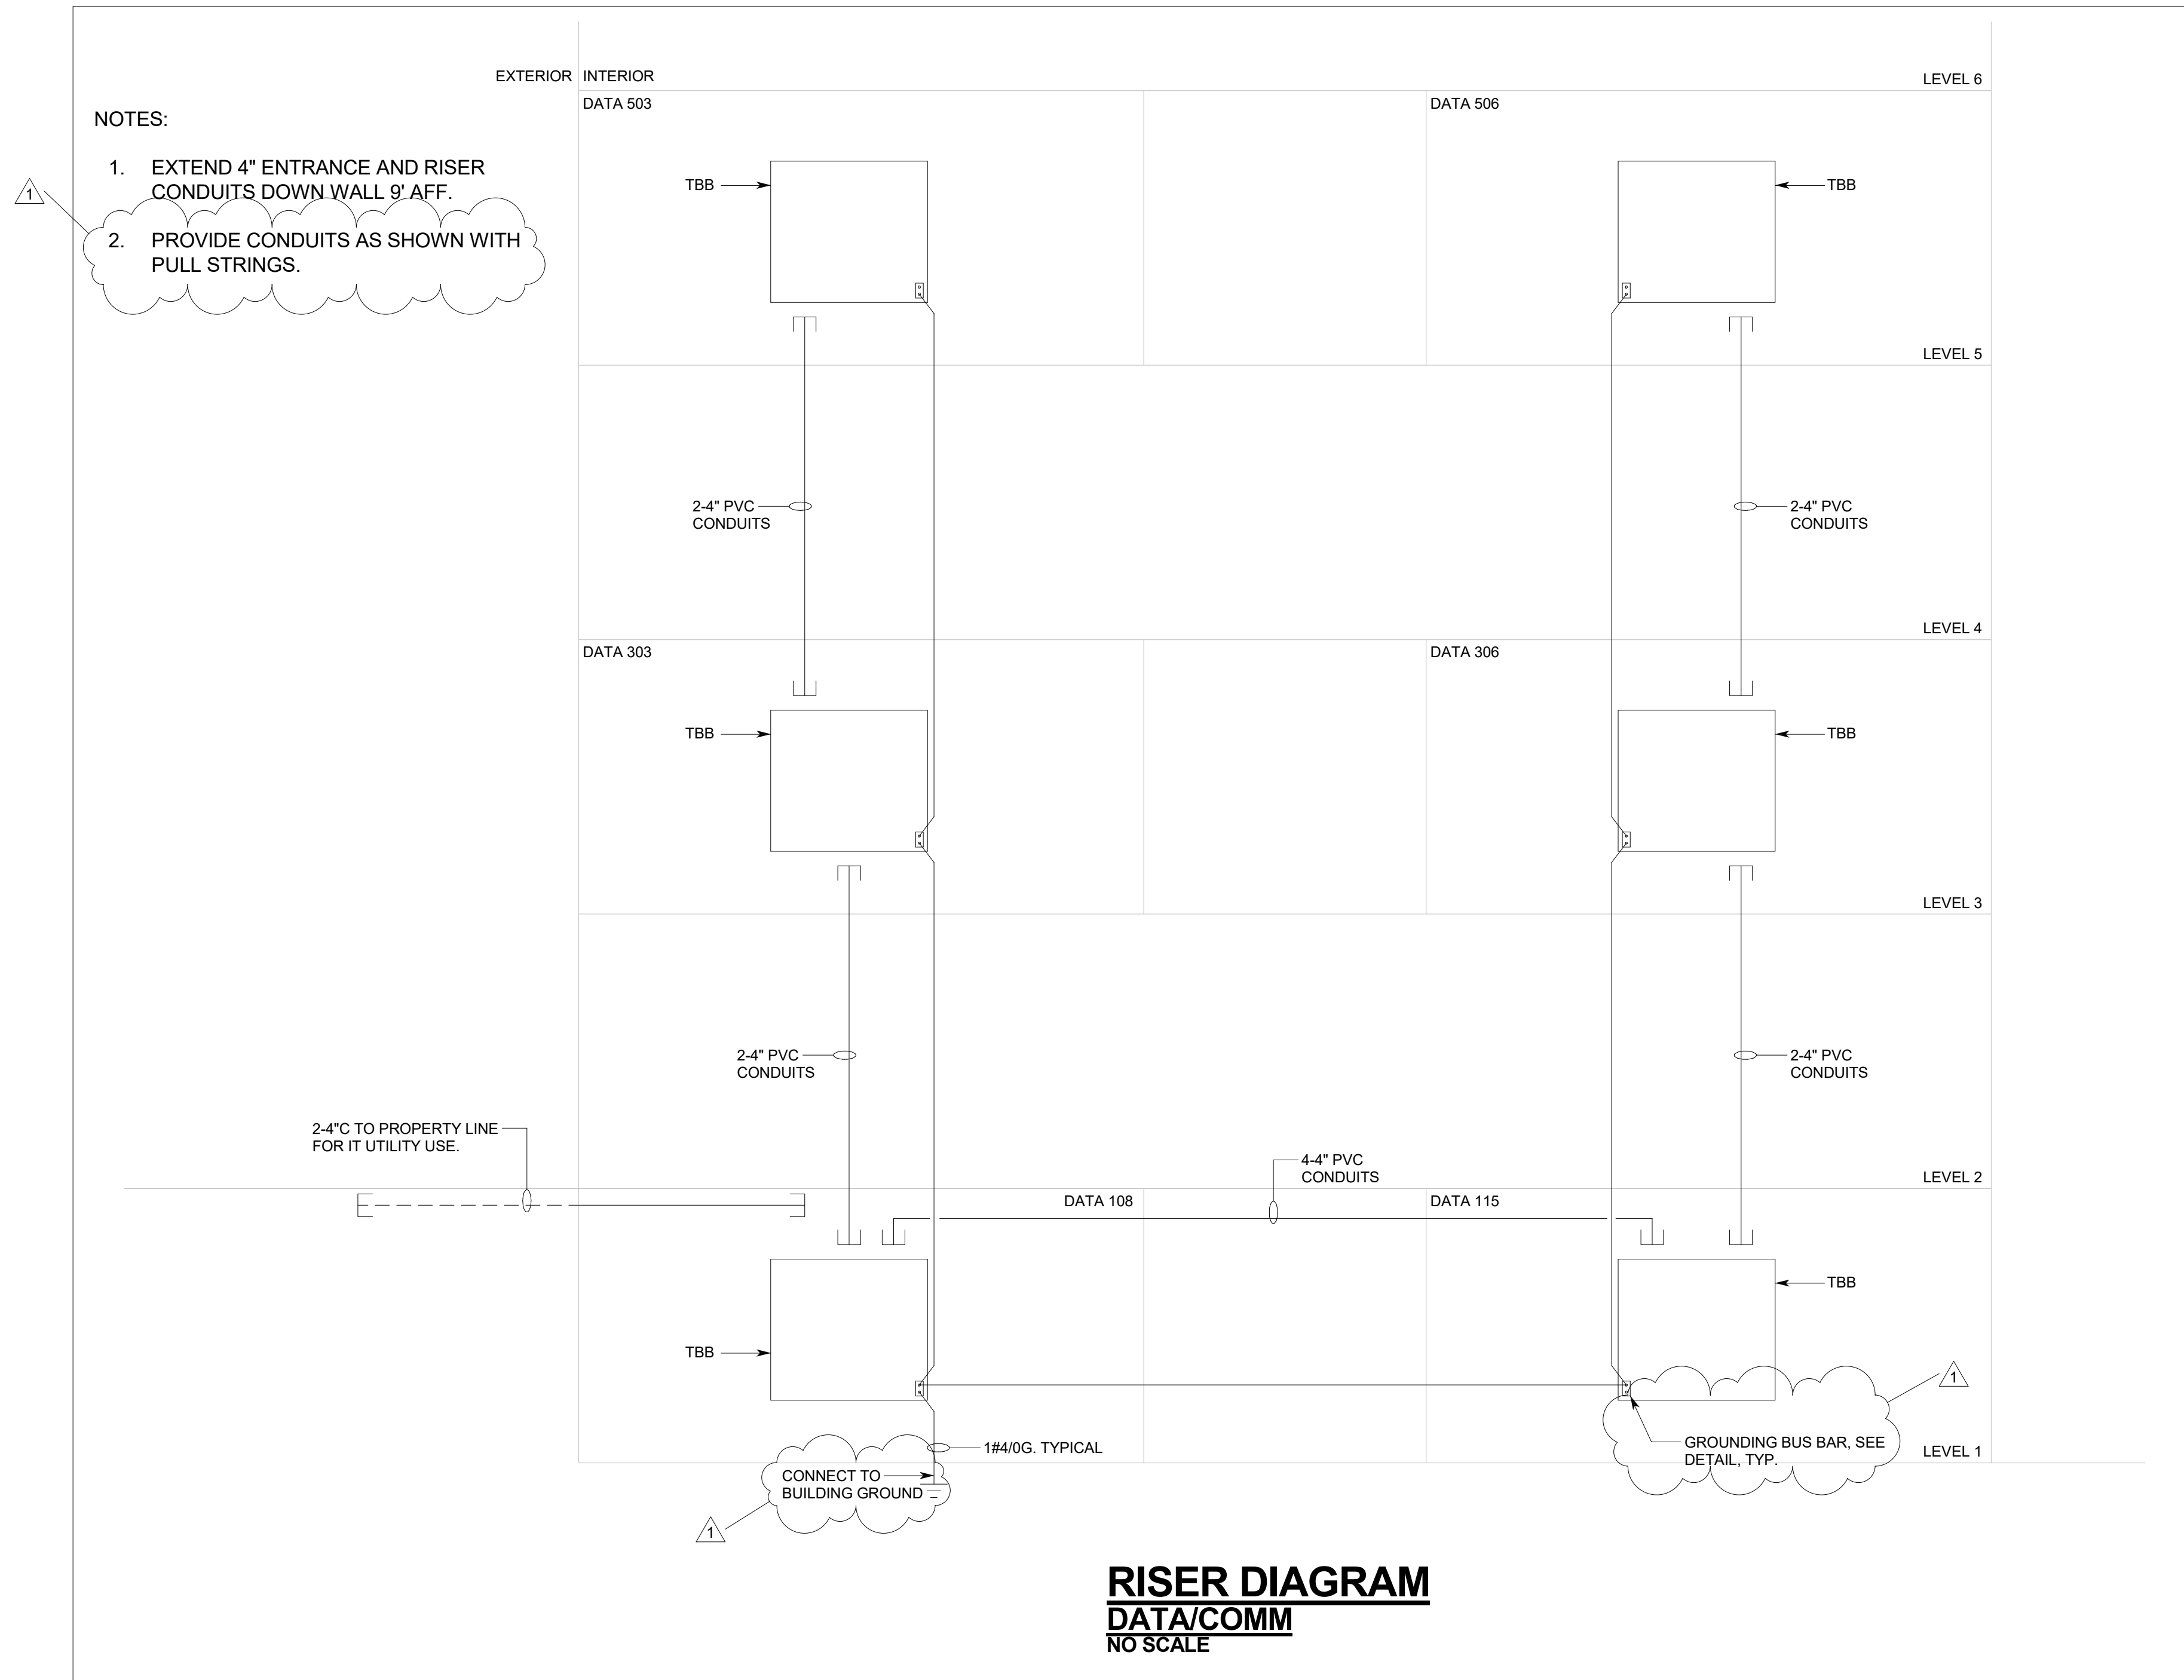 EXTERIOR
INTERIOR
LEVEL 6
DATA 503
DATA 506
NOTES:
1. EXTEND 4" ENTRANCE AND RISER
CONDUITS DOWN WALL 9' AFF.
1
2. PROVIDE CONDUITS AS SHOWN WITH
PULL STRINGS.
TBB
TBB
LEVEL 5
2-4" PVC
CONDUITS
2-4" PVC
CONDUITS
LEVEL 4
DATA 303
DATA 306
TBB
TBB
LEVEL 3
2-4" PVC
CONDUITS
2-4" PVC
CONDUITS
2-4"C TO PROPERTY LINE
FOR IT UTILITY USE.
4-4" PVC
CONDUITS
LEVEL 2
DATA 108
DATA 115
TBB
TBB
1
1#4/0G. TYPICAL
GROUNDING BUS BAR, SEE
DETAIL, TYP.
LEVEL 1
CONNECT TO
BUILDING GROUND
1
RISER DIAGRAM
DATA/COMM
NO SCALE